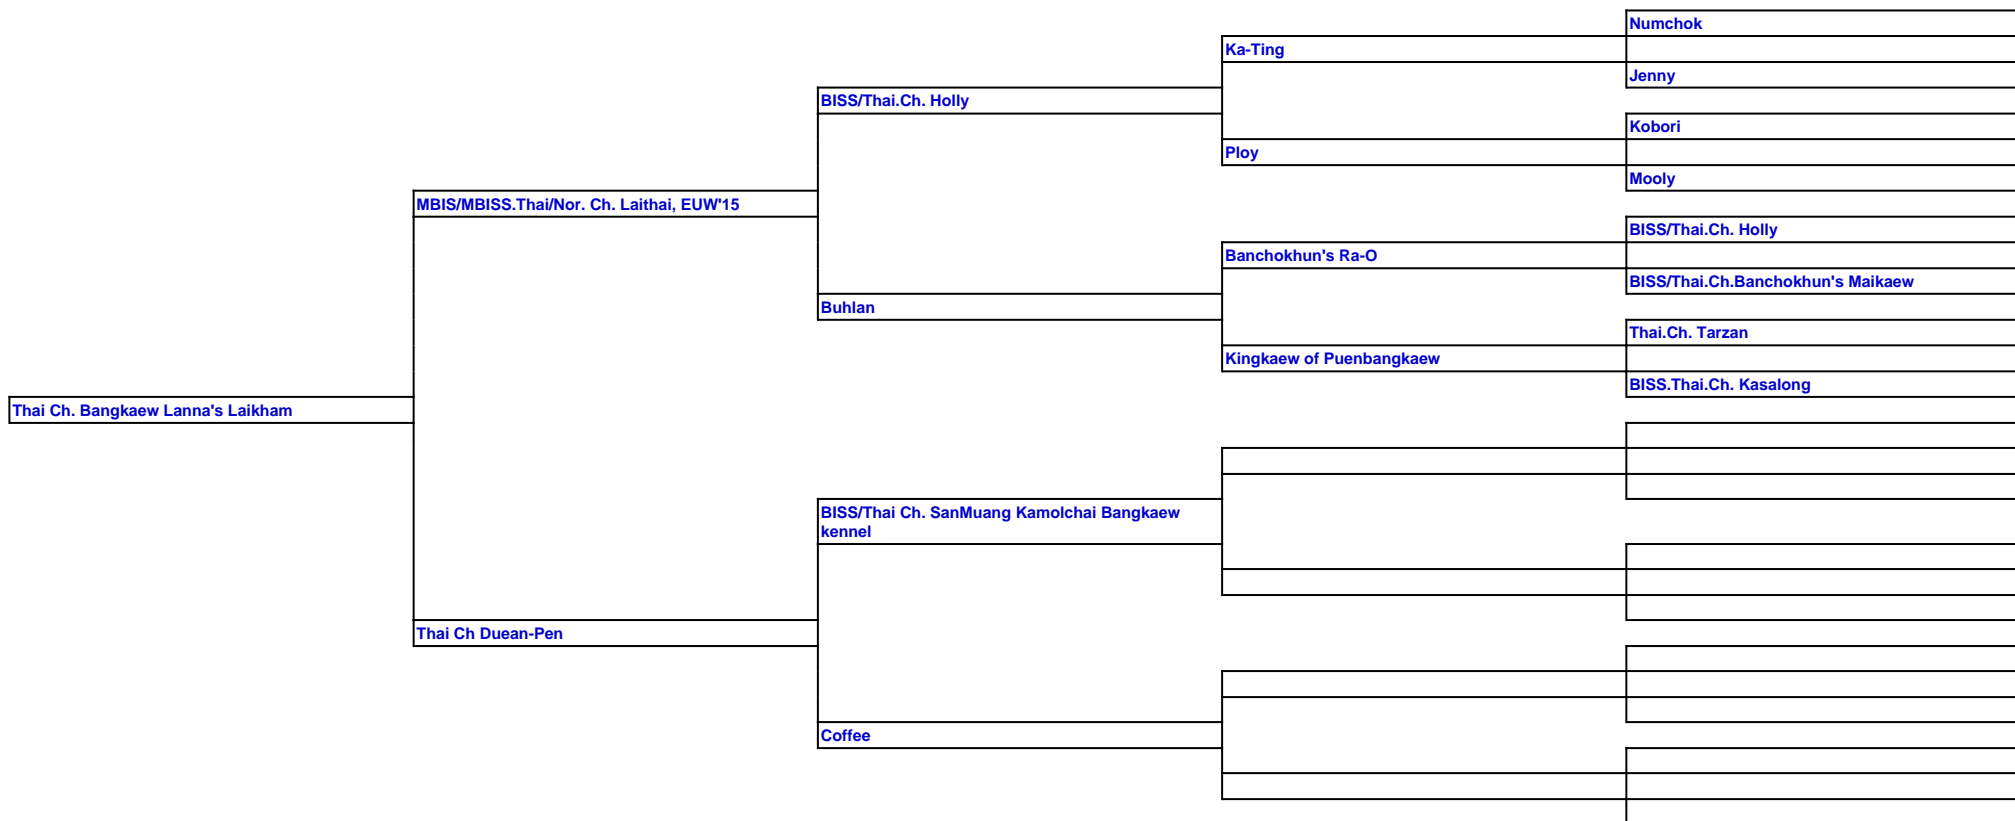 Numchok
Ka-Ting
Jenny
BISS/Thai.Ch. Holly
Kobori
Ploy
Mooly
MBIS/MBISS.Thai/Nor. Ch. Laithai, EUW'15
BISS/Thai.Ch. Holly
Banchokhun's Ra-O
BISS/Thai.Ch.Banchokhun's Maikaew
Buhlan
Thai.Ch. Tarzan
Kingkaew of Puenbangkaew
BISS.Thai.Ch. Kasalong
Thai Ch. Bangkaew Lanna's Laikham
BISS/Thai Ch. SanMuang Kamolchai Bangkaew
kennel
Thai Ch Duean-Pen
Coffee